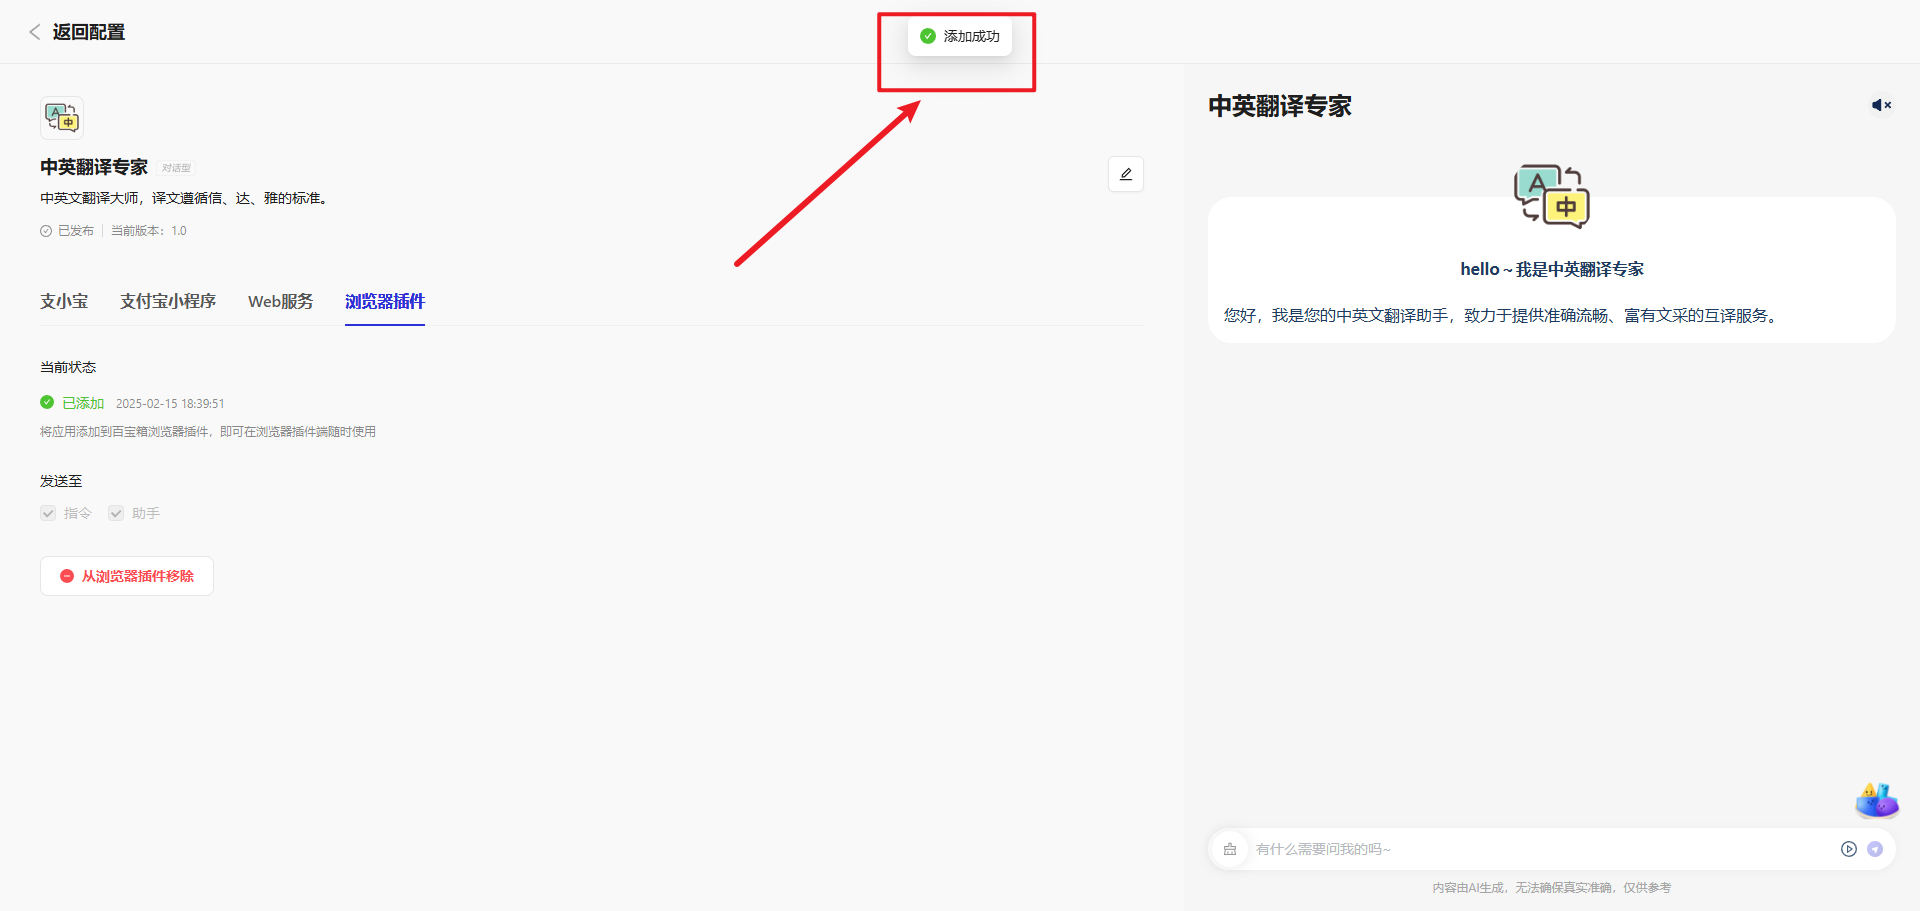 返回配置
添加成功
中英翻译专家 对话型
中英文翻译大师，译文遵循信、达、雅的标准。
已发布 当前版本：1.0
支小宝 支付宝小程序 Web服务 浏览器插件
当前状态
已添加 2025-02-15 18:39:51
将应用添加到百宝箱浏览器插件，即可在浏览器插件端随时使用
发送至
指令 助手
从浏览器插件移除
中英翻译专家
A 中
hello ~ 我是中英翻译专家
您好，我是您的中英文翻译助手，致力于提供准确流畅、富有文采的互译服务。
有什么需要问我的吗~
内容由AI生成，无法确保真实准确，仅供参考